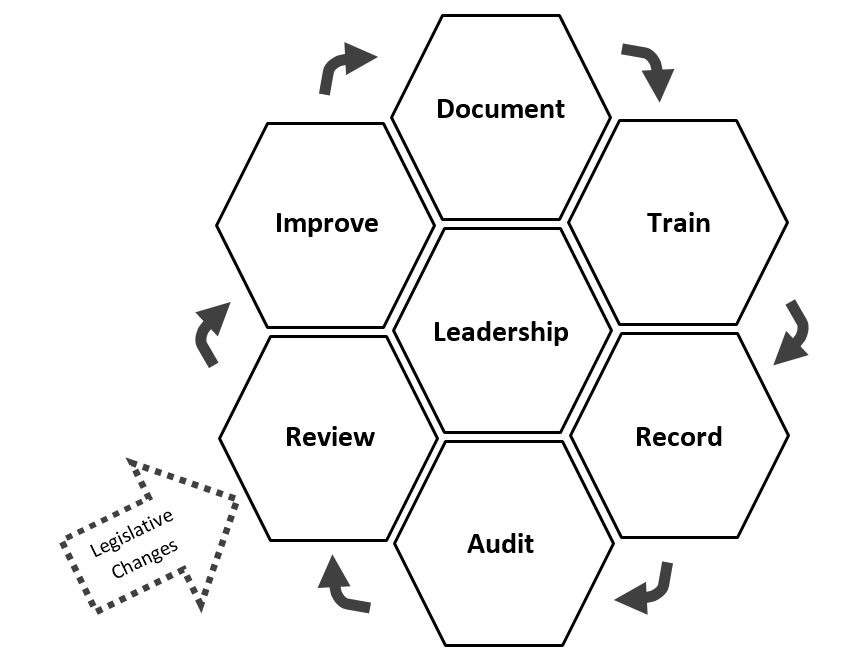 Document
Improve
Train
Leadership
Review
Record
Audit
Legislative
Changes